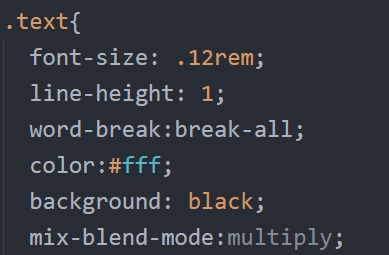 .text{
font-size: .12rem;
line-height: 1;
word-break:break-all;
color:#fff;
background: black;
mix-blend-mode:multiply;